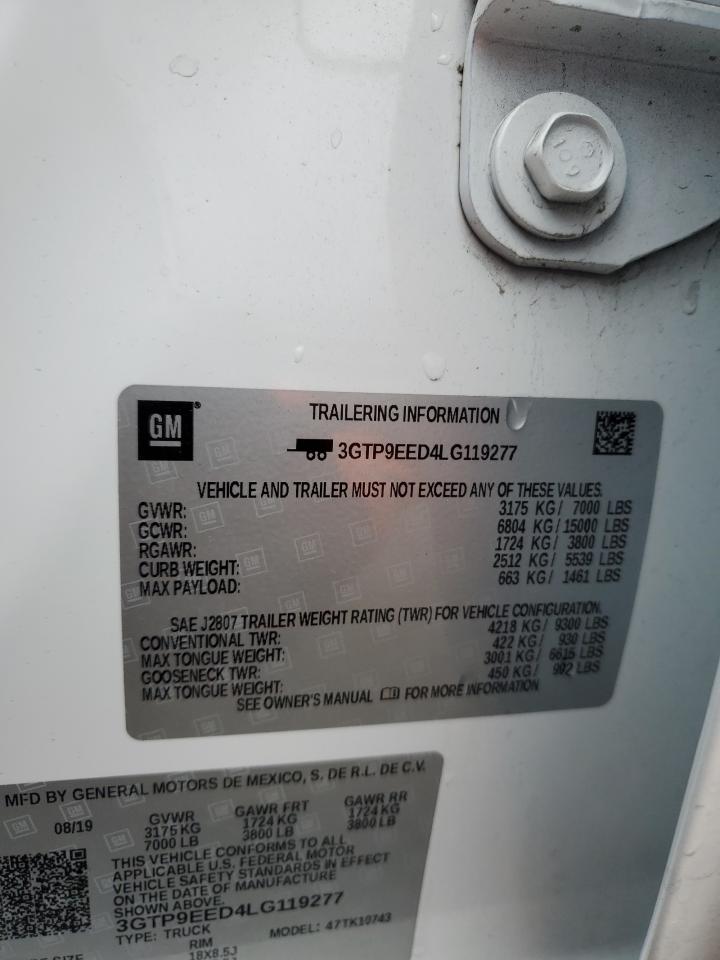 109
GM®
TRAILERING INFORMATION
3GTP9EED4LG119277
VEHICLE AND TRAILER MUST NOT EXCEED ANY OF THESE VALUES.
GVWR: 3175 KG/ 7000 LBS
GCWR: 6804 KG/15000 LBS
RGAWR: 1724 KG/ 3800 LBS
CURB WEIGHT: 2512 KG/ 5539 LBS
MAX PAYLOAD: 663 KG/ 1461 LBS
SAE J2807 TRAILER WEIGHT RATING (TWR) FOR VEHICLE CONFIGURATION.
CONVENTIONAL TWR: 4218 KG/ 9300 LBS
MAX TONGUE WEIGHT: 422 KG/ 930 LBS
GOOSENECK TWR: 3001 KG/ 6615 LBS
MAX TONGUE WEIGHT: 450 KG/ 992 LBS
SEE OWNER'S MANUAL FOR MORE INFORMATION
MFD BY GENERAL MOTORS DE MEXICO, S. DE R.L. DE C.V.
08/19 GVWR GAWR FRT GAWR RR
3175 KG 1724 KG 1724 KG
7000 LB 3800 LB 3800 LB
THIS VEHICLE CONFORMS TO ALL
APPLICABLE U.S. FEDERAL MOTOR
VEHICLE SAFETY STANDARDS IN EFFECT
ON THE DATE OF MANUFACTURE
SHOWN ABOVE.
3GTP9EED4LG119277
TYPE: TRUCK MODEL: 47TK10743
SIZE RIM
18X8.5J